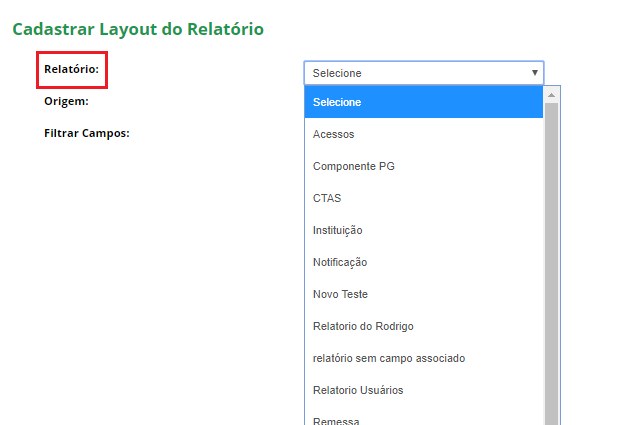 Cadastrar Layout do Relatório
Relatório:
Selecione
Selecione
Origem:
Acessos
Filtrar Campos:
Componente PG
CTAS
Instituição
Notificação
Novo Teste
Relatorio do Rodrigo
relatório sem campo associado
Relatorio Usuários
Remessa